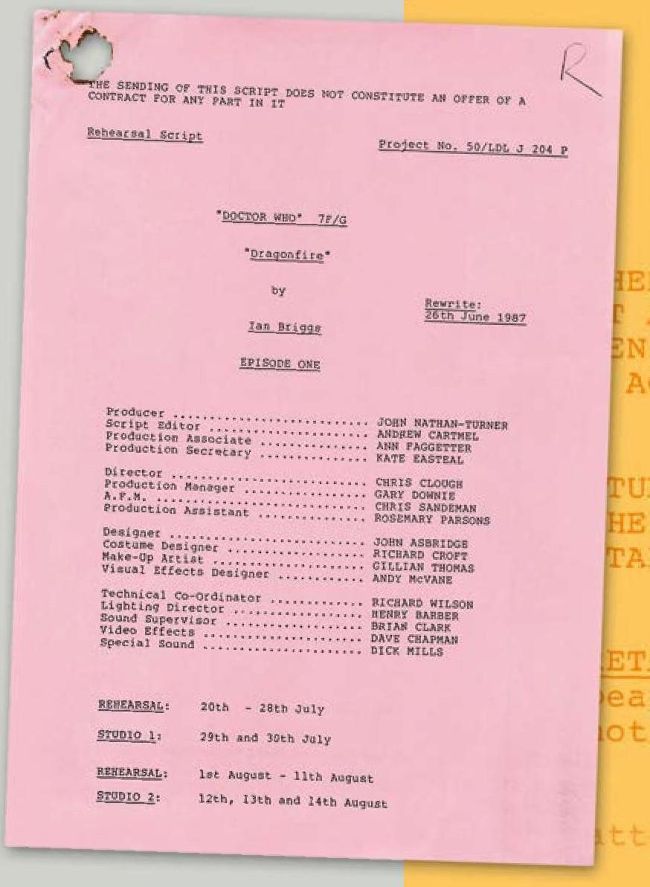 R
THE SENDING OF THIS SCRIPT DOES NOT CONSTITUTE AN OFFER OF A
CONTRACT FOR ANY PART IN IT
Rehearsal Script
Project No. 50/LDL J 204 P
"DOCTOR WHO" 7F/G
"Dragonfire"
by
Rewrite:
26th June 1987
Ian Briggs
EPISODE ONE
Producer .......................... JOHN NATHAN-TURNER
Script Editor ..................... ANDREW CARTMEL
Production Associate .............. ANN FAGGETTER
Production Secretary .............. KATE EASTEAL
Director .......................... CHRIS CLOUGH
Production Manager ................ GARY DOWNIE
A.F.M. ............................ CHRIS SANDEMAN
Production Assistant .............. ROSEMARY PARSONS
Designer .......................... JOHN ASBRIDGE
Costume Designer .................. RICHARD CROFT
Make-Up Artist .................... GILLIAN THOMAS
Visual Effects Designer ........... ANDY McVANE
Technical Co-Ordinator ............ RICHARD WILSON
Lighting Director ................. HENRY BARBER
Sound Supervisor .................. BRIAN CLARK
Video Effects ..................... DAVE CHAPMAN
Special Sound ..................... DICK MILLS
REHEARSAL: 20th - 28th July
STUDIO 1: 29th and 30th July
REHEARSAL: 1st August - 11th August
STUDIO 2: 12th, 13th and 14th August